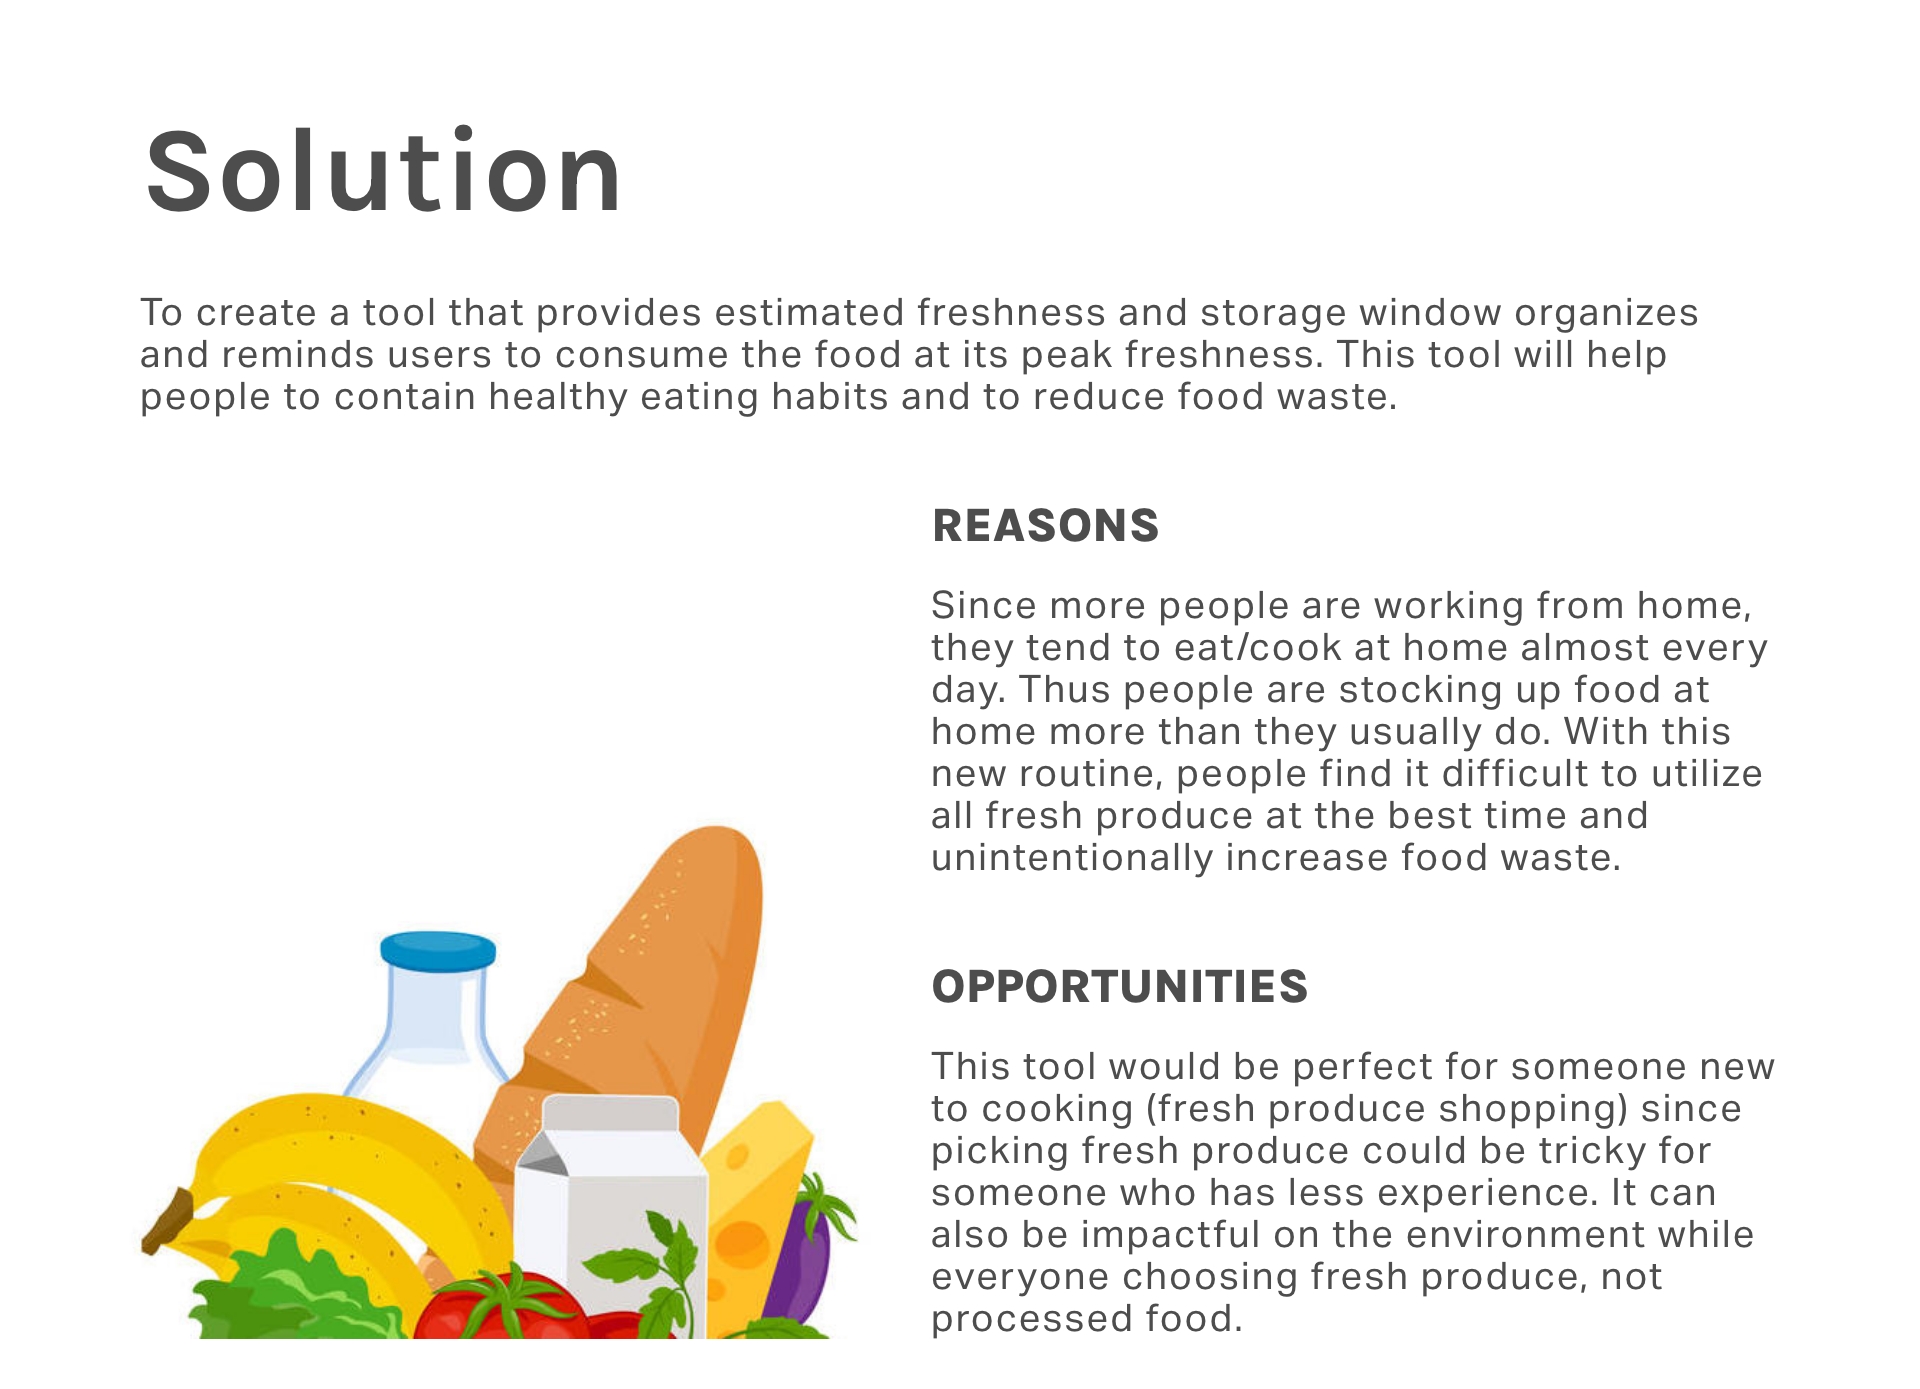 Solution
To create a tool that provides estimated freshness and storage window organizes
and reminds users to consume the food at its peak freshness. This tool will help
people to contain healthy eating habits and to reduce food waste.
REASONS
Since more people are working from home,
they tend to eat/cook at home almost every
day. Thus people are stocking up food at
home more than they usually do. With this
new routine, people find it difficult to utilize
all fresh produce at the best time and
unintentionally increase food waste.
OPPORTUNITIES
This tool would be perfect for someone new
to cooking (fresh produce shopping) since
picking fresh produce could be tricky for
someone who has less experience. It can
also be impactful on the environment while
everyone choosing fresh produce, not
processed food.